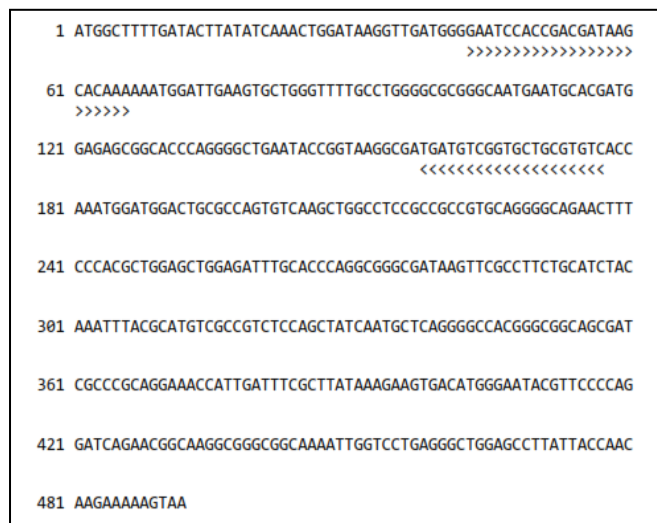 1 ATGGCTTTTGATACTTATATCAAACTGGATAAGGTTGATGGGGAATCCACCGACGATAAG
>>>>>>>>>>>>>>>>>>
61 CACAAAAAATGGATTGAAGTGCTGGGTTTTGCCTGGGGCGCGGGCAATGAATGCACGATG
>>>>>>
121 GAGAGCGGCACCCAGGGGCTGAATACCGGTAAGGCGATGATGTCGGTGCTGCGTGTCACC
<<<<<<<<<<<<<<<<<<<<
181 AAATGGATGGACTGCGCCAGTGTCAAGCTGGCCTCCGCCGCCGTGCAGGGGCAGAACTTT
241 CCCACGCTGGAGCTGGAGATTTGCACCCAGGCGGGCGATAAGTTCGCCTTCTGCATCTAC
301 AAATTTACGCATGTCGCCGTCTCCAGCTATCAATGCTCAGGGGCCACGGGCGGCAGCGAT
361 CGCCCGCAGGAAACCATTGATTTCGCTTATAAAGAAGTGACATGGGAATACGTTCCCCAG
421 GATCAGAACGGCAAGGCGGGCGGCAAAATTGGTCCTGAGGGCTGGAGCCTTATTACCAAC
481 AAGAAAAAGTAA